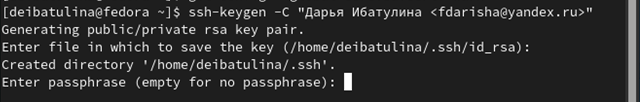 [deibatulina@fedora ~]$ ssh-keygen -C "Дарья Ибатулина <fdarisha@yandex.ru>"
Generating public/private rsa key pair.
Enter file in which to save the key (/home/deibatulina/.ssh/id_rsa):
Created directory '/home/deibatulina/.ssh'.
Enter passphrase (empty for no passphrase):